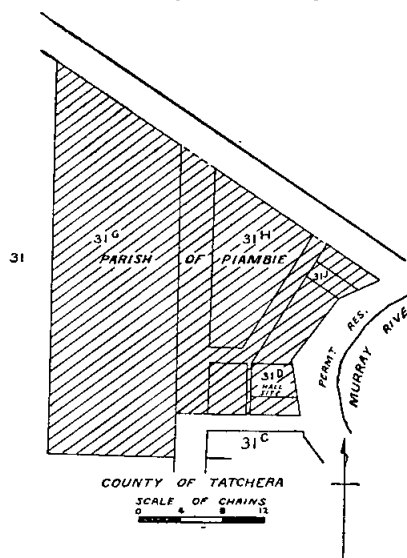 31
31G
31H
PARISH OF PIAMBIE
31J
PERMT RES.
MURRAY RIVE
31D
HALL
SITE
31C
COUNTY OF TATCHERA
SCALE OF CHAINS
0 4 8 12